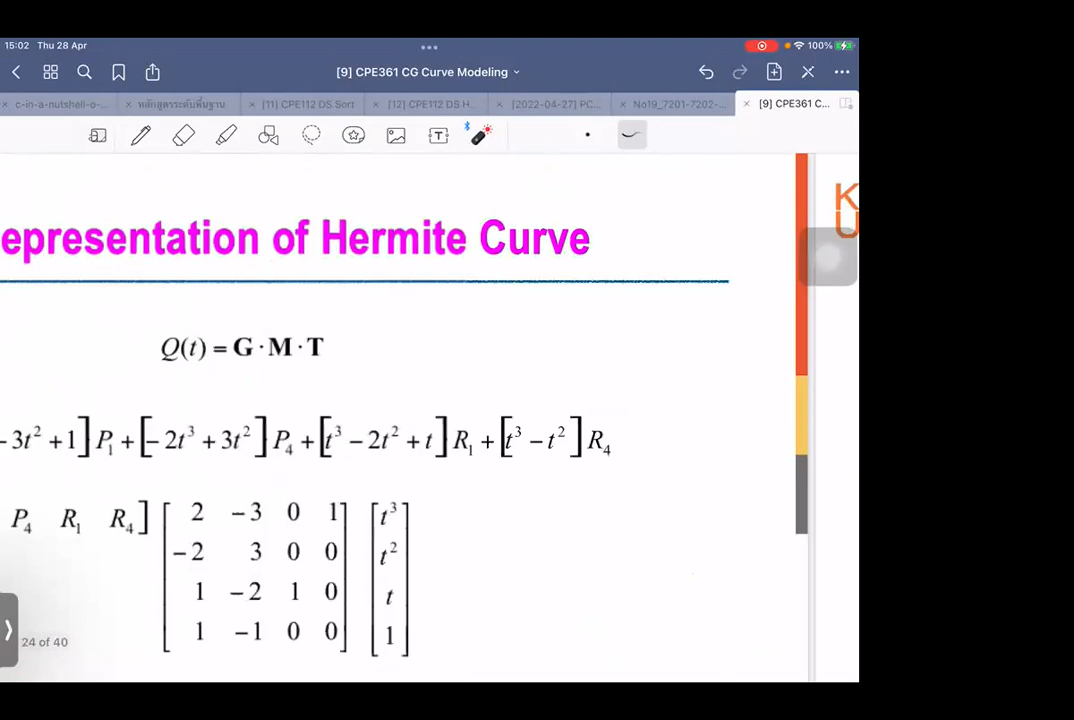 15:02 Thu 28 Apr
100%
[9] CPE361 CG Curve Modeling
c-in-a-nutshell-o-... หลักสูตรระดับพื้นฐาน [11] CPE112 DS Sort [12] CPE112 DS H... [2022-04-27] PC... No19_7201-7202-... [9] CPE361 C...
K
U
epresentation of Hermite Curve
Q(t) = G · M · T
- 3t² + 1] P₁ + [- 2t³ + 3t²] P₄ + [t³ - 2t² + t] R₁ + [t³ - t²] R₄
P₄ R₁ R₄] [ 2 -3 0 1 ] [ t³ ]
-2 3 0 0 t²
1 -2 1 0 t
1 -1 0 0 1
24 of 40